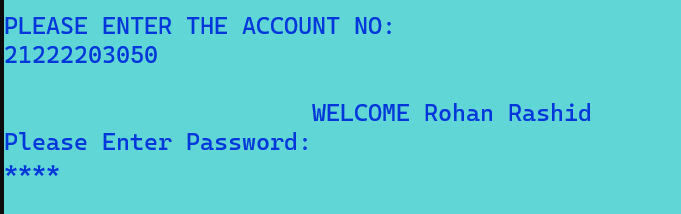 PLEASE ENTER THE ACCOUNT NO:
21222203050
WELCOME Rohan Rashid
Please Enter Password:
****